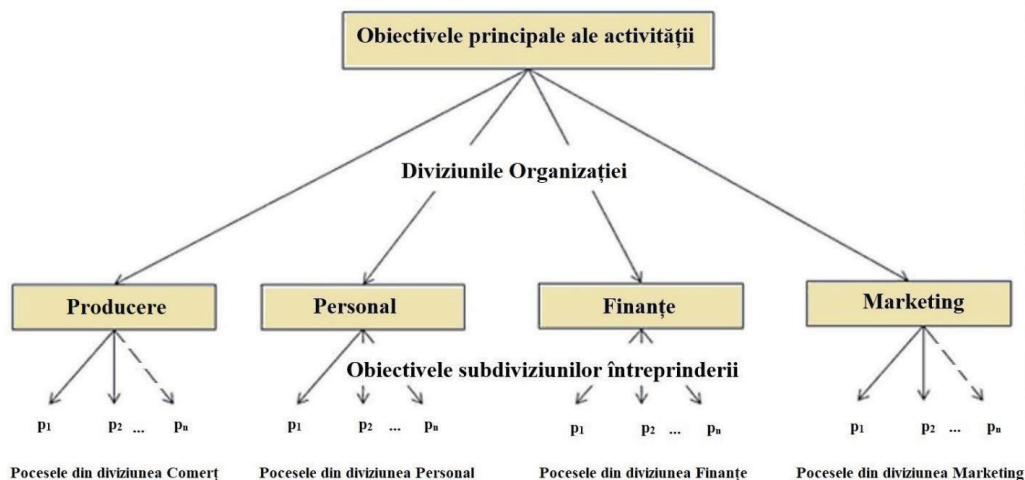 Obiectivele principale ale activității
Diviziunile Organizației
Producere
Personal
Finanțe
Marketing
Obiectivele subdiviziunilor întreprinderii
p₁ p₂ ... pₙ
p₁ p₂ ... pₙ
p₁ p₂ ... pₙ
p₁ p₂ ... pₙ
Pocesele din diviziunea Comerț
Pocesele din diviziunea Personal
Pocesele din diviziunea Finanțe
Pocesele din diviziunea Marketing